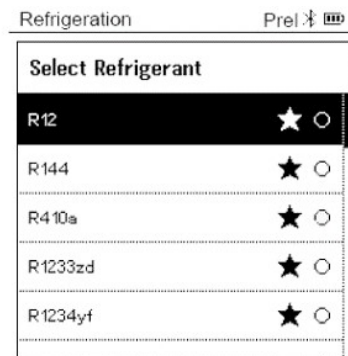 Refrigeration Prel
Select Refrigerant
R12
R144
R410a
R1233zd
R1234yf